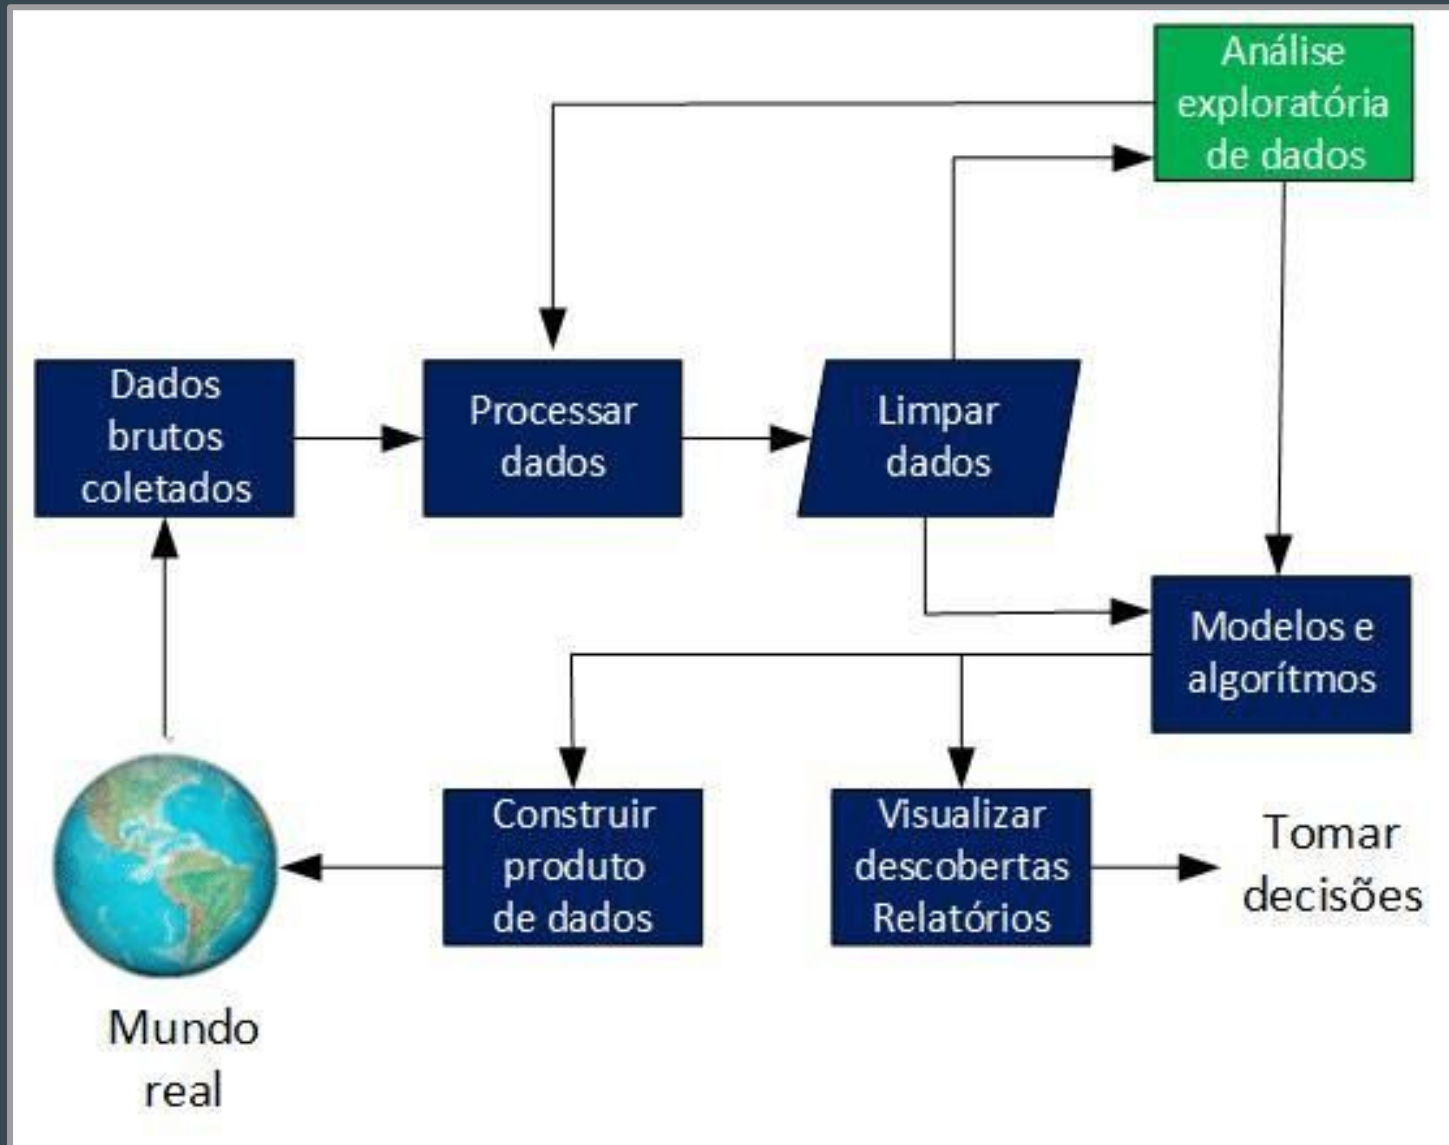 Análise
exploratória
de dados
Dados
brutos
coletados
Processar
dados
Limpar
dados
Modelos e
algorítmos
Construir
produto
de dados
Visualizar
descobertas
Relatórios
Tomar
decisões
Mundo
real